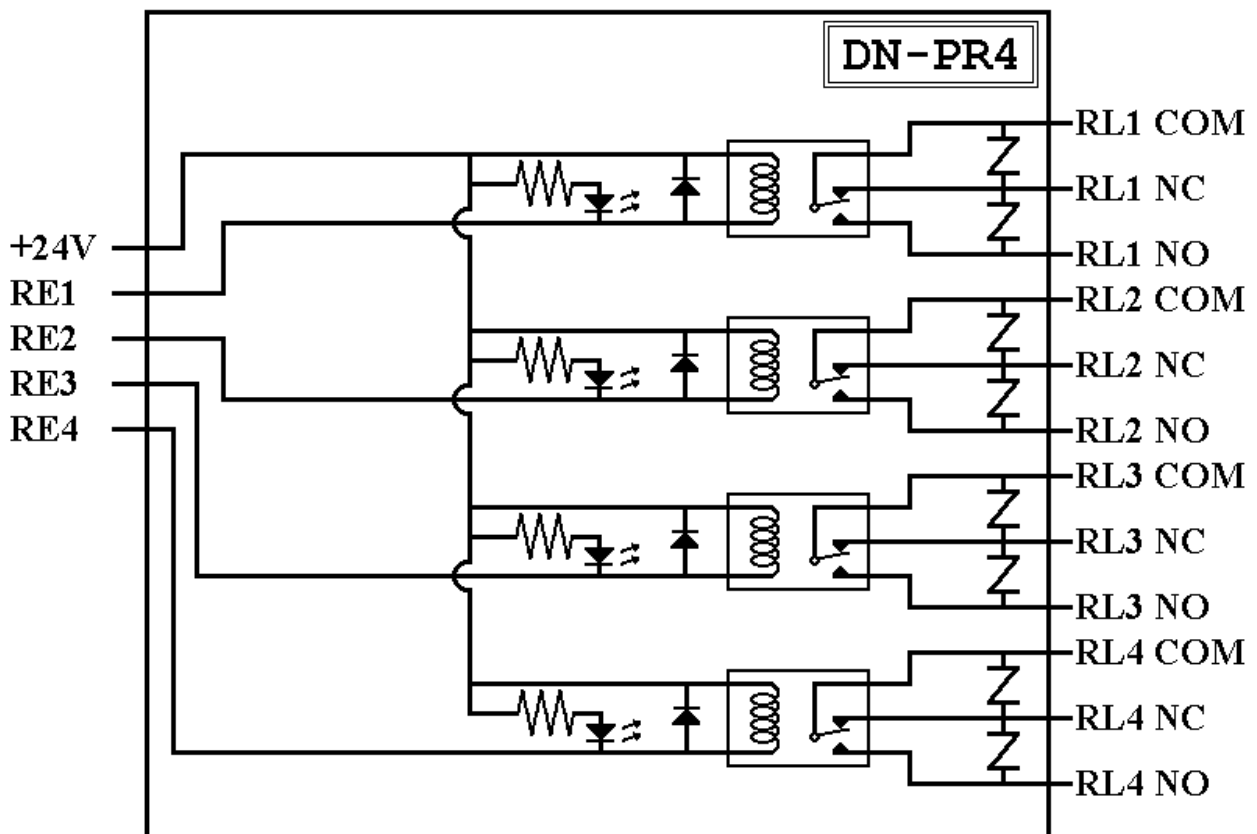 DN-PR4
+24V
RE1
RE2
RE3
RE4
RL1 COM
RL1 NC
RL1 NO
RL2 COM
RL2 NC
RL2 NO
RL3 COM
RL3 NC
RL3 NO
RL4 COM
RL4 NC
RL4 NO